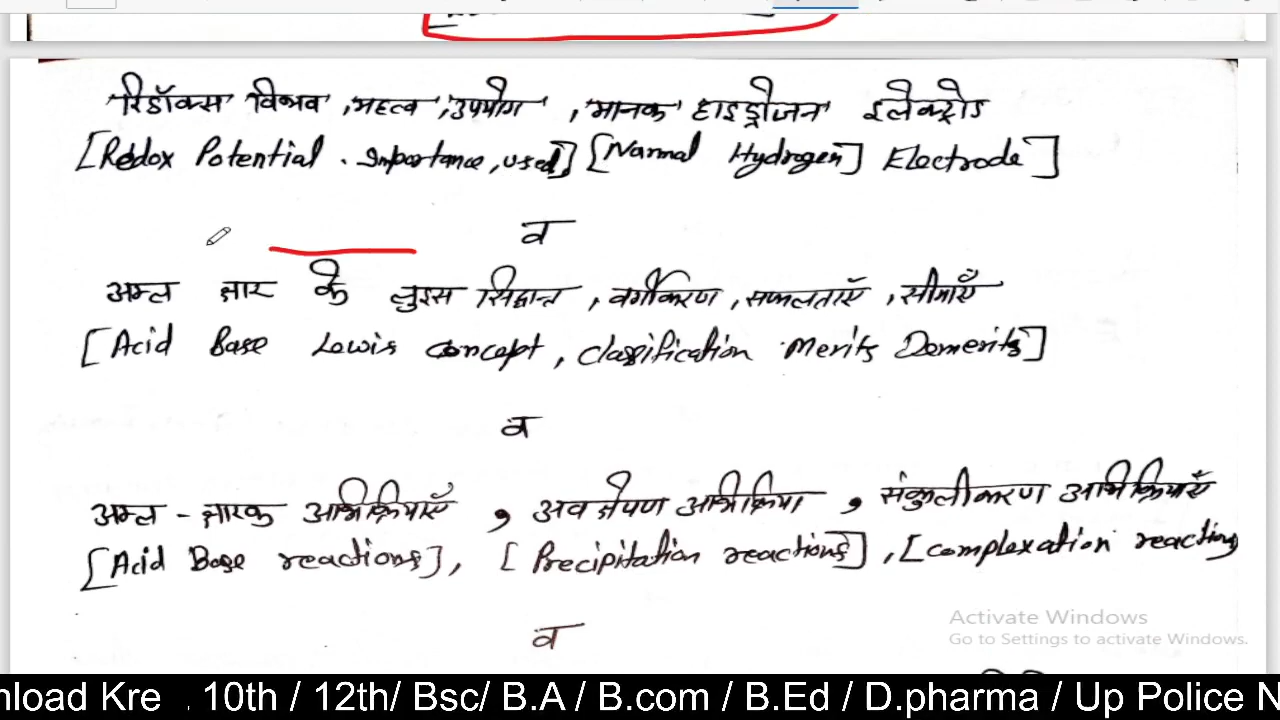 रिडॉक्स विभव , महत्व , उपयोग , मानक हाइड्रोजन इलेक्ट्रोड
[Redox Potential . Importance, used,] [Normal Hydrogen] Electrode]
व
अम्ल क्षार के लुइस सिद्धान्त , वर्गीकरण , सफलताएँ , सीमाएँ
[Acid Base Lewis concept, classification Merits Demerits]
व
अम्ल - क्षारक अभिक्रियाएँ , अवक्षेपण अभिक्रिया , संकुलीकरण अभिक्रियाएँ
[Acid Base reactions], [Precipitation reactions], [complexation reactions
व
Activate Windows
Go to Settings to activate Windows.
nload Kre . 10th / 12th/ Bsc/ B.A / B.com / B.Ed / D.pharma / Up Police N